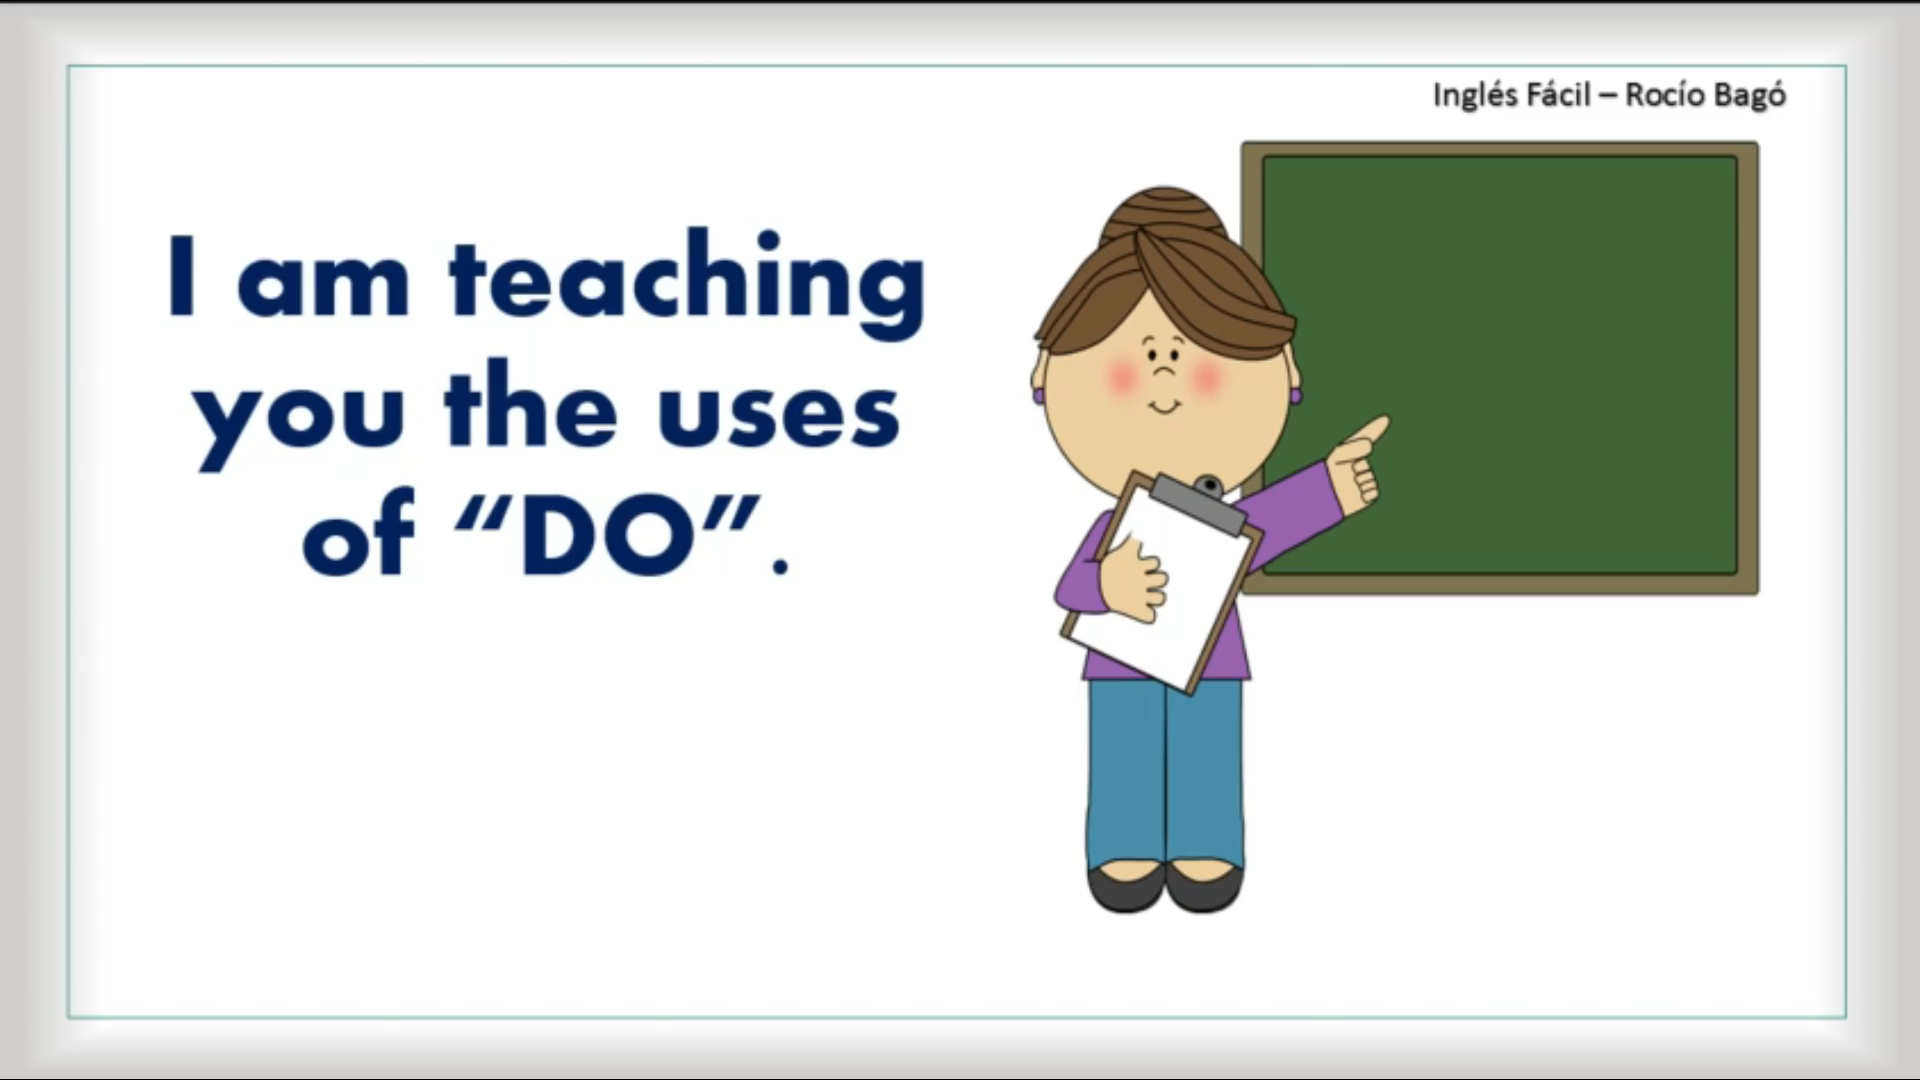 Inglés Fácil – Rocío Bagó
I am teaching
you the uses
of “DO”.